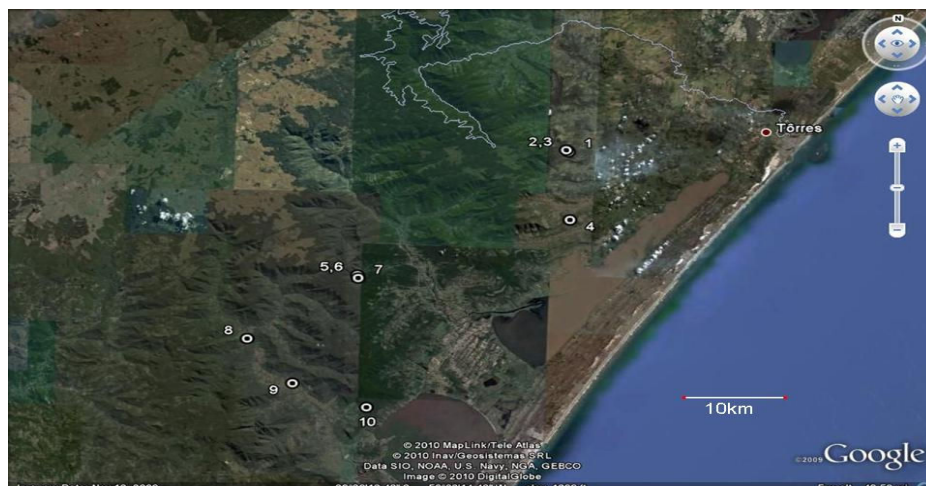 N
Tôrres
2,3
1
4
5,6
7
8
9
10
10km
© 2010 MapLink/Tele Atlas
© 2010 Inav/Geosistemas SRL
Data SIO, NOAA, U.S. Navy, NGA, GEBCO
Image © 2010 DigitalGlobe
©2009 Google